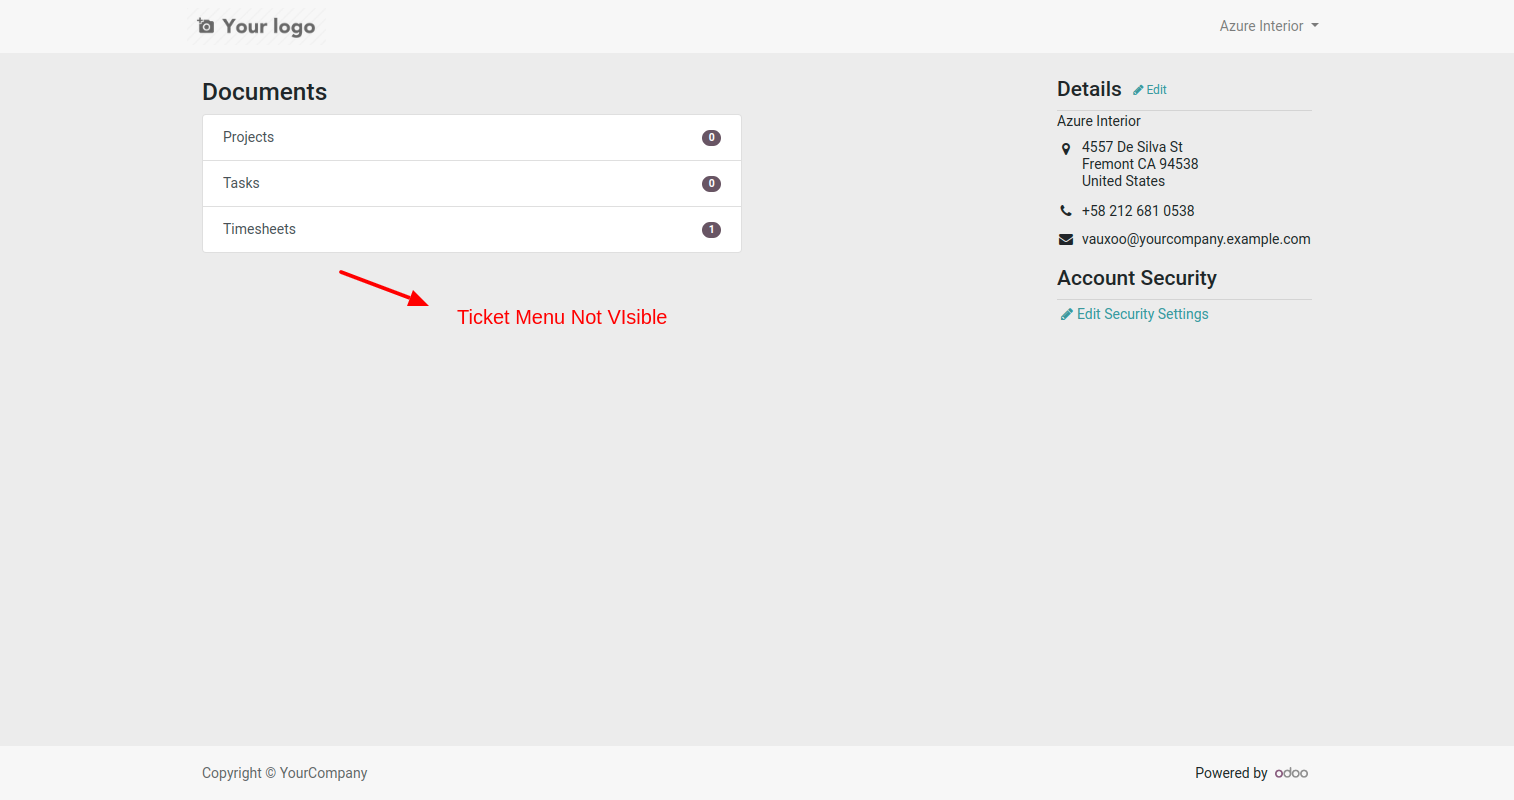 Your logo
Azure Interior
Documents
Projects 0
Tasks 0
Timesheets 1
Ticket Menu Not VIsible
Details Edit
Azure Interior
4557 De Silva St
Fremont CA 94538
United States
+58 212 681 0538
vauxoo@yourcompany.example.com
Account Security
Edit Security Settings
Copyright © YourCompany
Powered by odoo